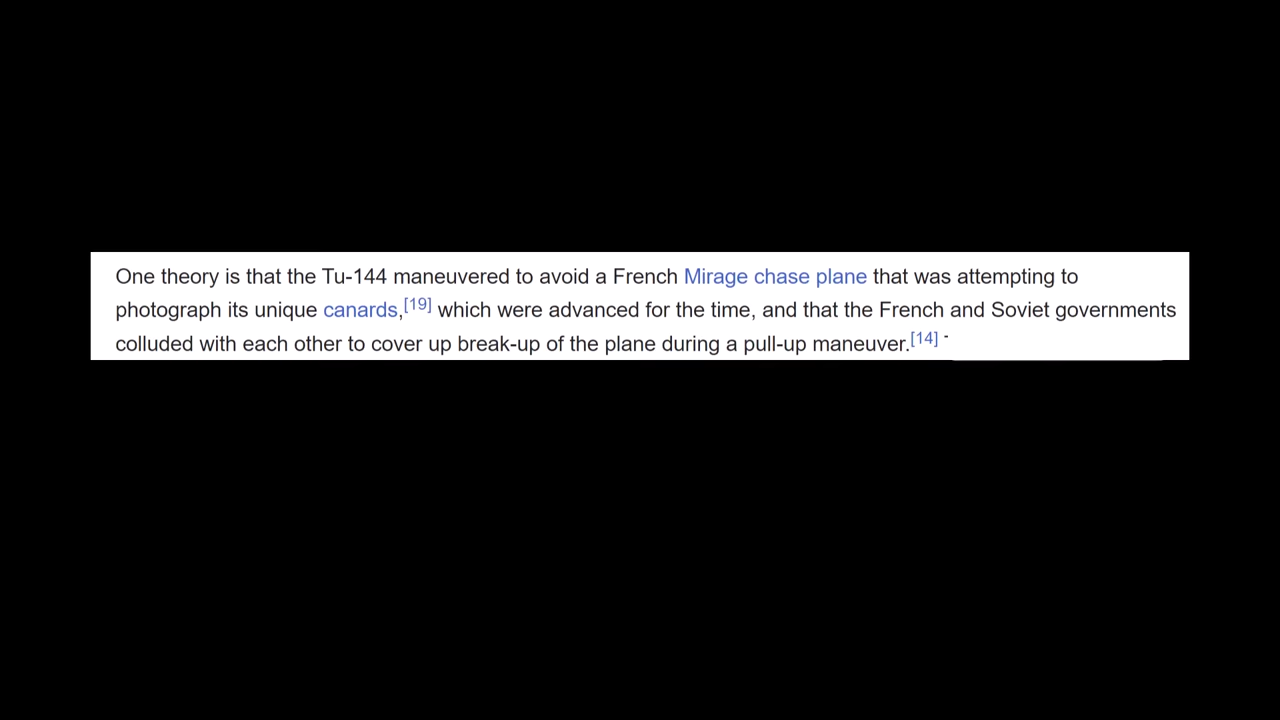 One theory is that the Tu-144 maneuvered to avoid a French Mirage chase plane that was attempting to
photograph its unique canards,[19] which were advanced for the time, and that the French and Soviet governments
colluded with each other to cover up break-up of the plane during a pull-up maneuver.[14]